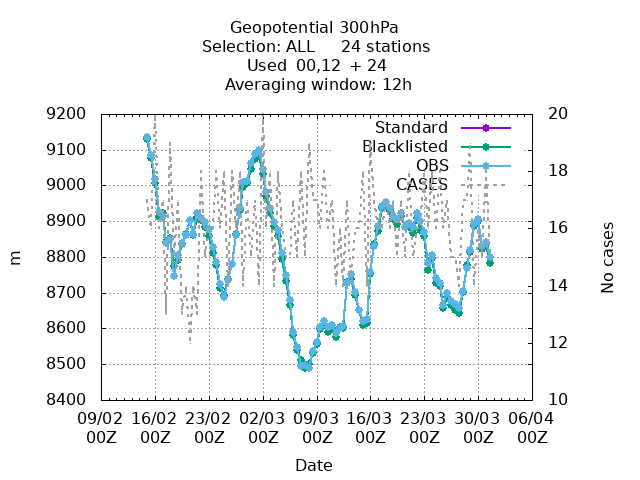 Geopotential 300hPa
Selection: ALL 24 stations
Used 00,12 + 24
Averaging window: 12h
Standard
Blacklisted
OBS
CASES
9200
9100
9000
8900
8800
8700
8600
8500
8400
m
20
18
16
14
12
10
No cases
09/02 16/02 23/02 02/03 09/03 16/03 23/03 30/03 06/04
00Z 00Z 00Z 00Z 00Z 00Z 00Z 00Z 00Z
Date